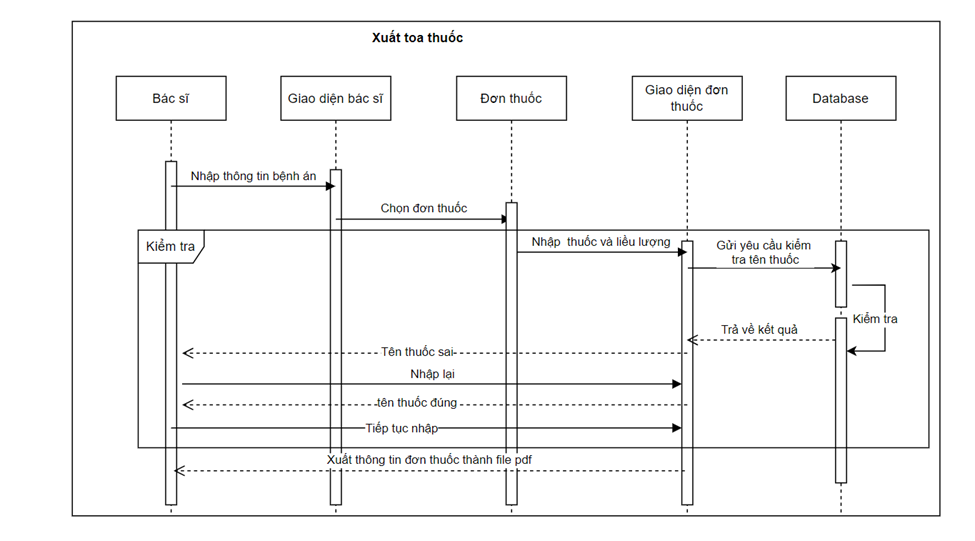 Xuất toa thuốc
Bác sĩ
Giao diện bác sĩ
Đơn thuốc
Giao diện đơn
thuốc
Database
Nhập thông tin bệnh án
Chọn đơn thuốc
Kiểm tra
Nhập thuốc và liều lượng
Gửi yêu cầu kiểm
tra tên thuốc
Kiểm tra
Trả về kết quả
Tên thuốc sai
Nhập lại
tên thuốc đúng
Tiếp tục nhập
Xuất thông tin đơn thuốc thành file pdf